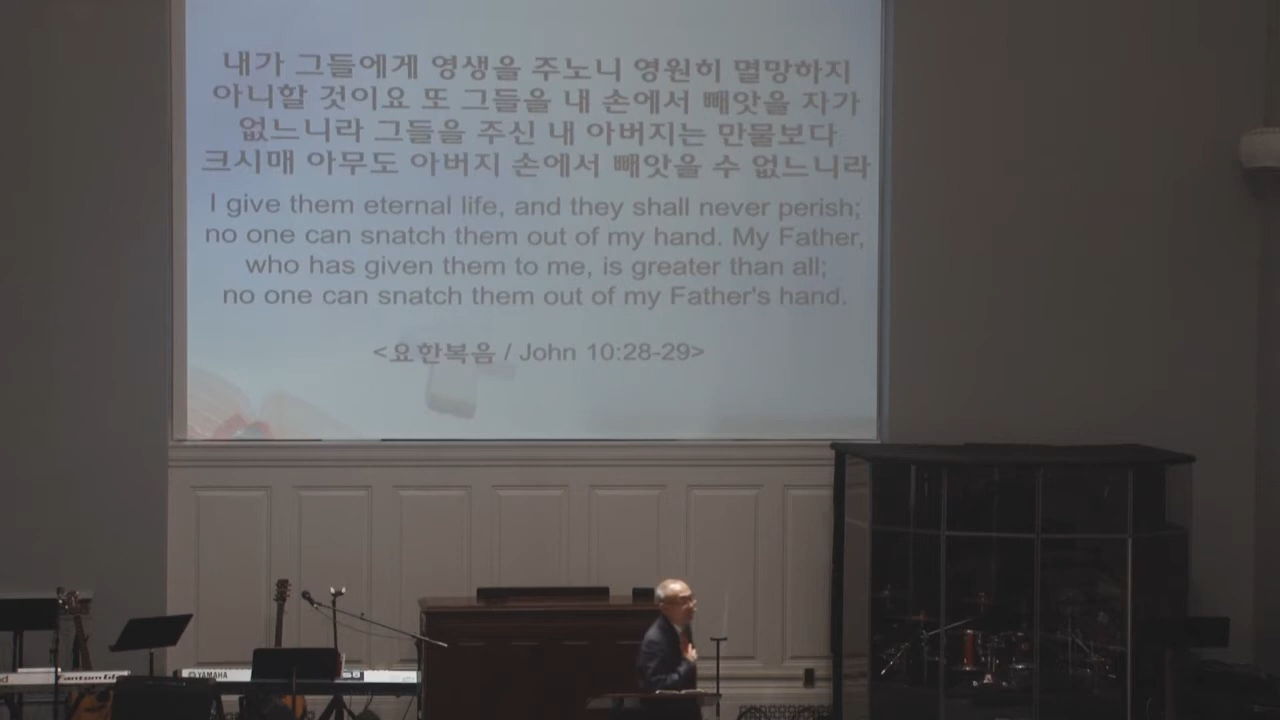 내가 그들에게 영생을 주노니 영원히 멸망하지
아니할 것이요 또 그들을 내 손에서 빼앗을 자가
없느니라 그들을 주신 내 아버지는 만물보다
크시매 아무도 아버지 손에서 빼앗을 수 없느니라
I give them eternal life, and they shall never perish;
no one can snatch them out of my hand. My Father,
who has given them to me, is greater than all;
no one can snatch them out of my Father's hand.
<요한복음 / John 10:28-29>
YAMAHA